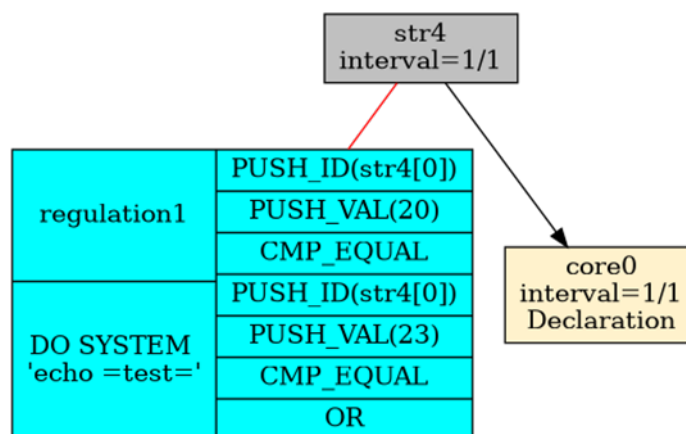 str4
interval=1/1
regulation1
DO SYSTEM
'echo =test='
PUSH_ID(str4[0])
PUSH_VAL(20)
CMP_EQUAL
PUSH_ID(str4[0])
PUSH_VAL(23)
CMP_EQUAL
OR
core0
interval=1/1
Declaration